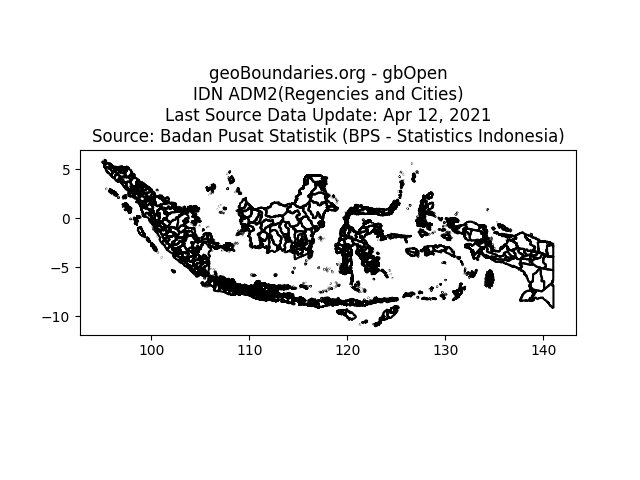 geoBoundaries.org - gbOpen
IDN ADM2(Regencies and Cities)
Last Source Data Update: Apr 12, 2021
Source: Badan Pusat Statistik (BPS - Statistics Indonesia)
5
0
−5
−10
100 110 120 130 140